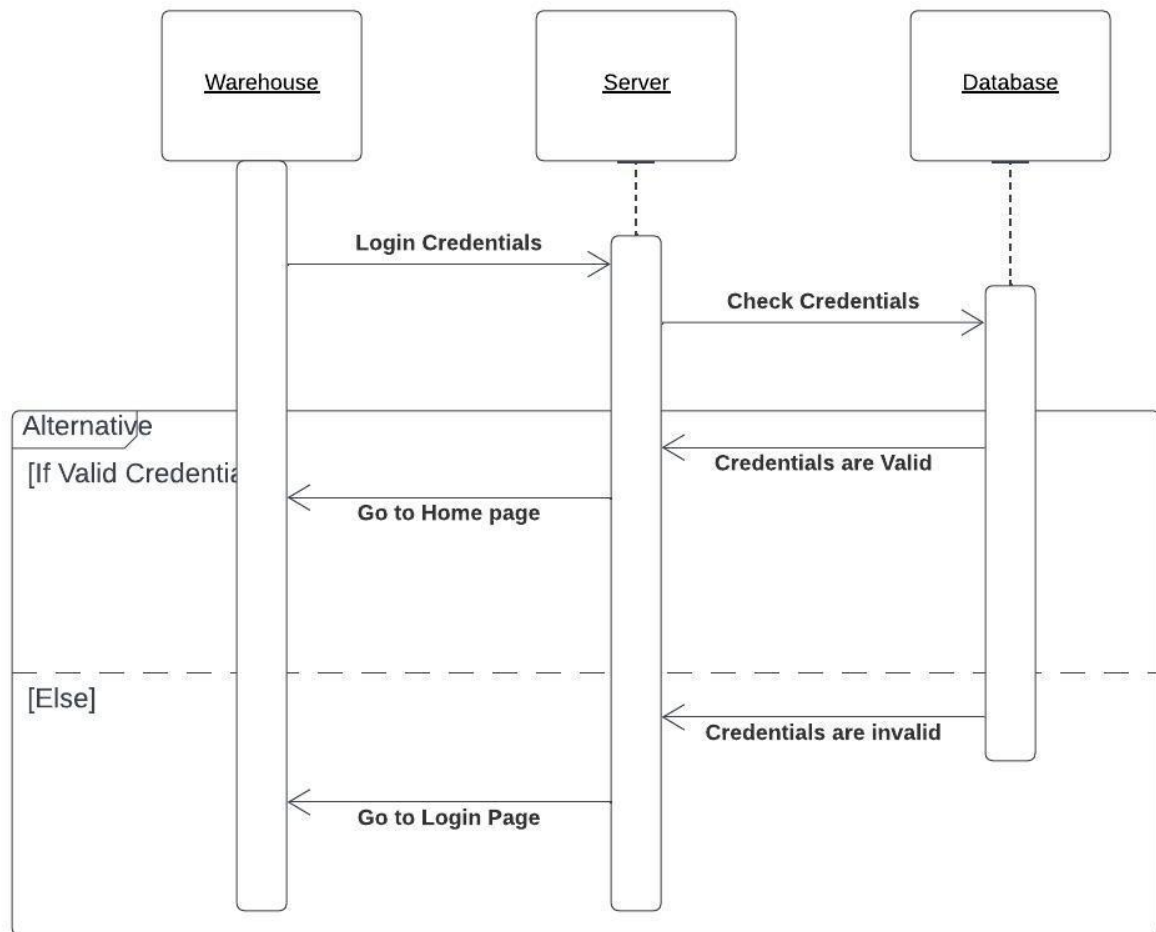 Warehouse
Server
Database
Login Credentials
Check Credentials
Alternative
Credentials are Valid
[If Valid Credentia
Go to Home page
[Else]
Credentials are invalid
Go to Login Page